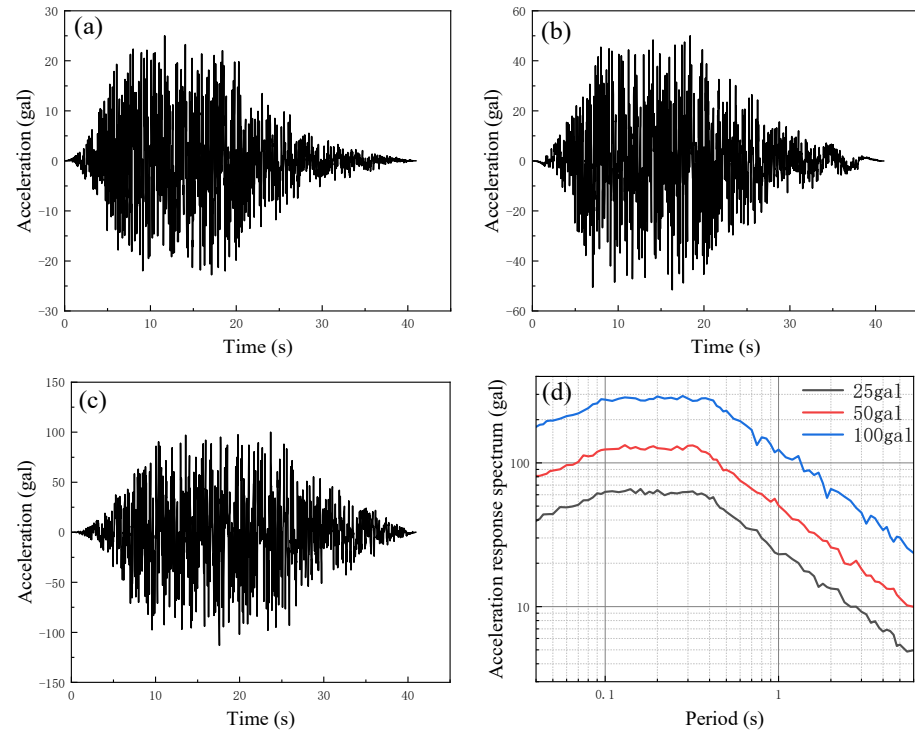 (a)
Acceleration (gal)
30
20
10
0
-10
-20
-30
0 10 20 30 40
Time (s)
(b)
Acceleration (gal)
60
40
20
0
-20
-40
-60
0 10 20 30 40
Time (s)
(c)
Acceleration (gal)
150
100
50
0
-50
-100
-150
0 10 20 30 40
Time (s)
(d)
Acceleration response spectrum (gal)
25gal
50gal
100gal
100
10
0.1 1
Period (s)